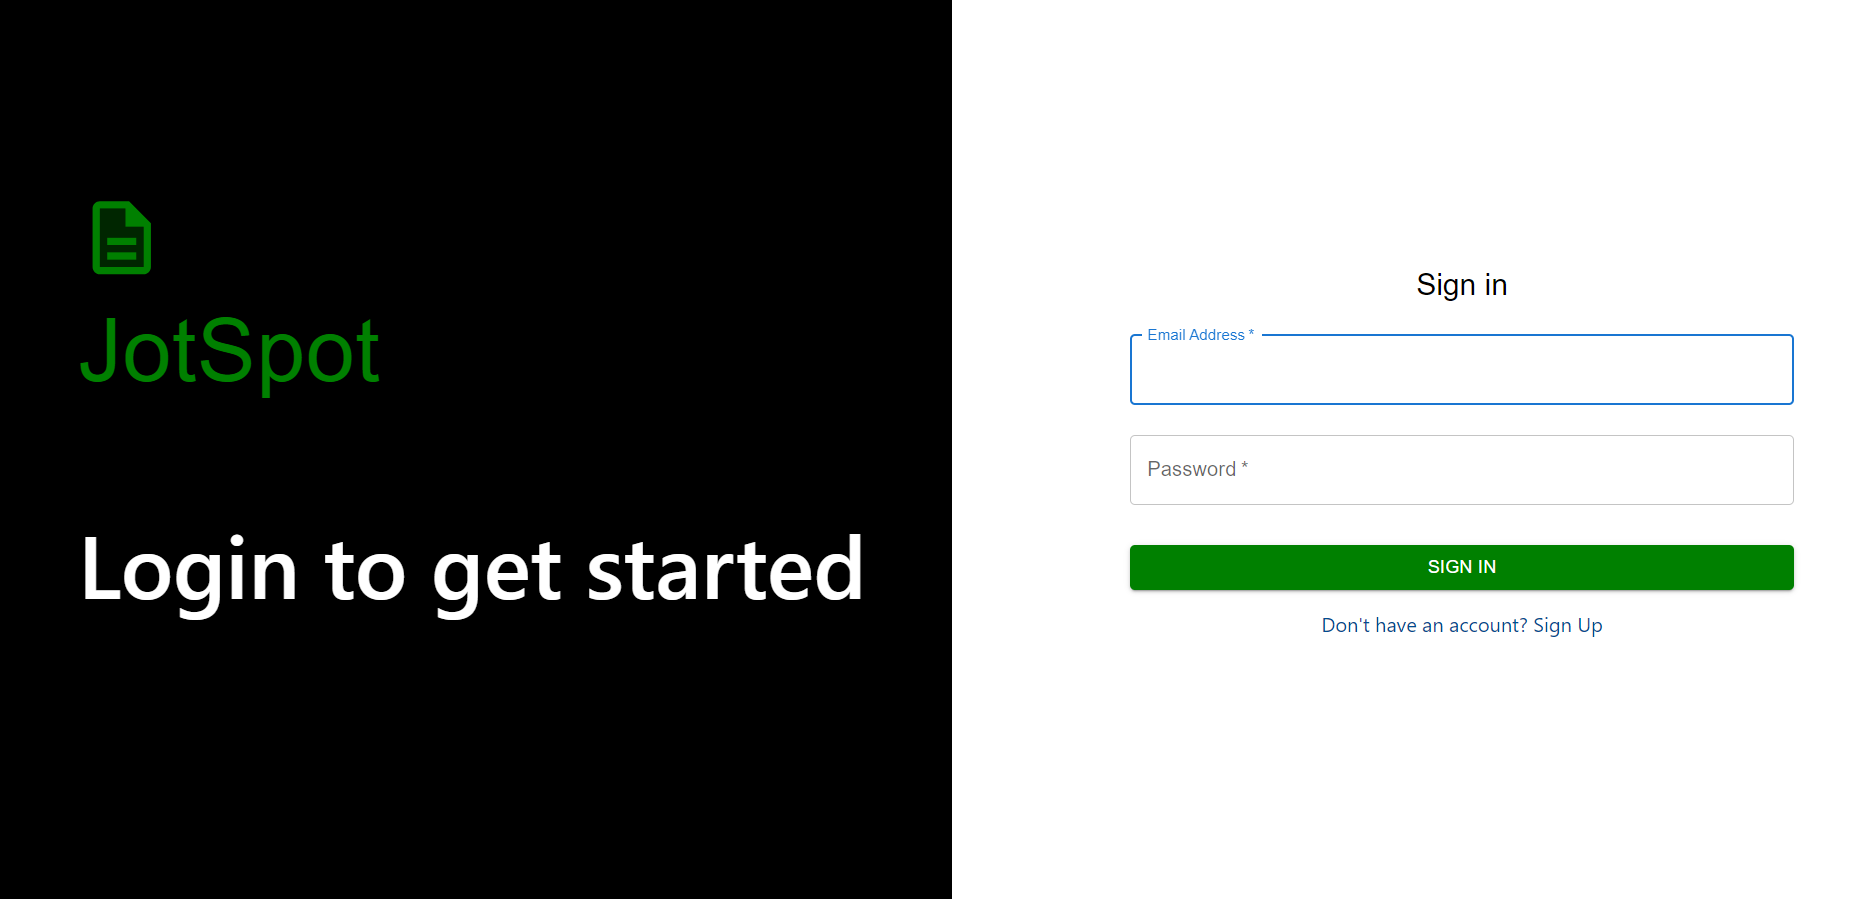 JotSpot
Login to get started
Sign in
Email Address *
Password *
SIGN IN
Don't have an account? Sign Up